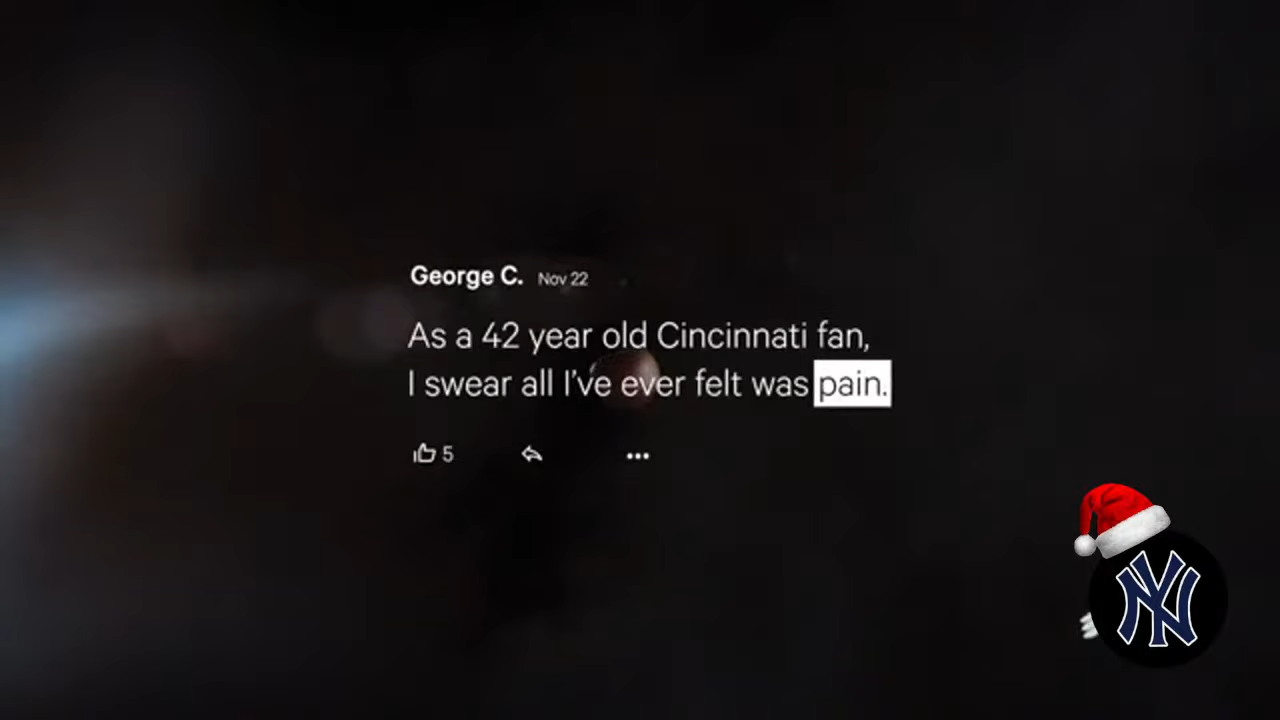 George C. Nov 22
As a 42 year old Cincinnati fan,
I swear all I've ever felt was pain.
5
NY